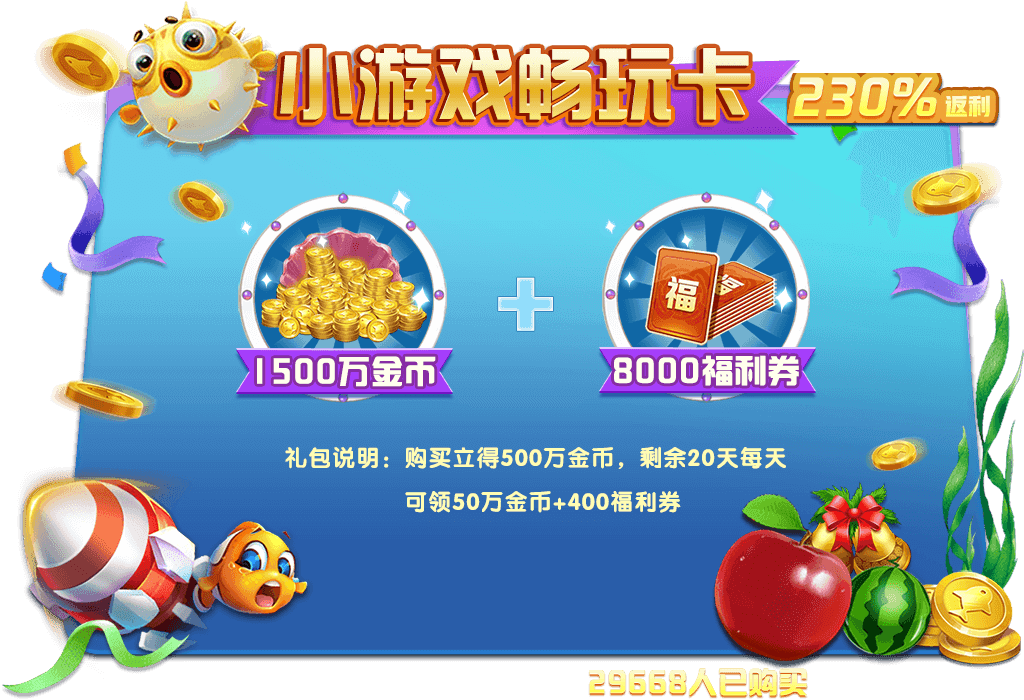 小游戏畅玩卡
230%返利
福
福
1500万金币
8000福利券
礼包说明：购买立得500万金币，剩余20天每天
可领50万金币+400福利券
29668人已购买